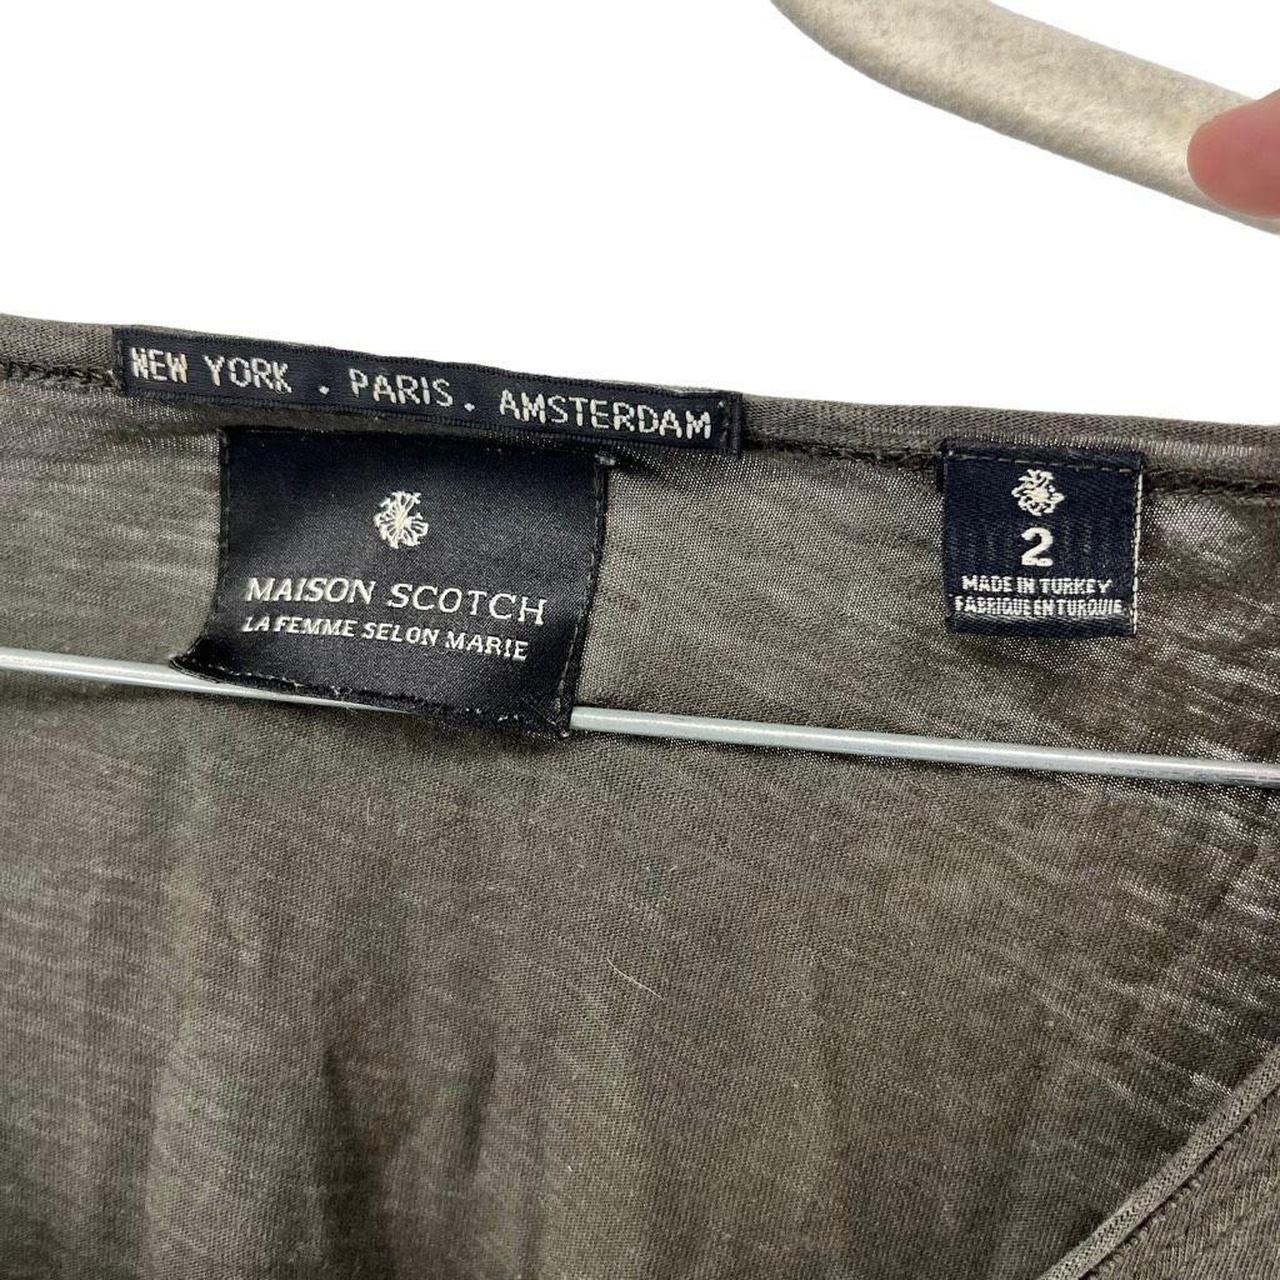 NEW YORK . PARIS . AMSTERDAM
MAISON SCOTCH
LA FEMME SELON MARIE
2
MADE IN TURKEY
FABRIQUE EN TURQUIE